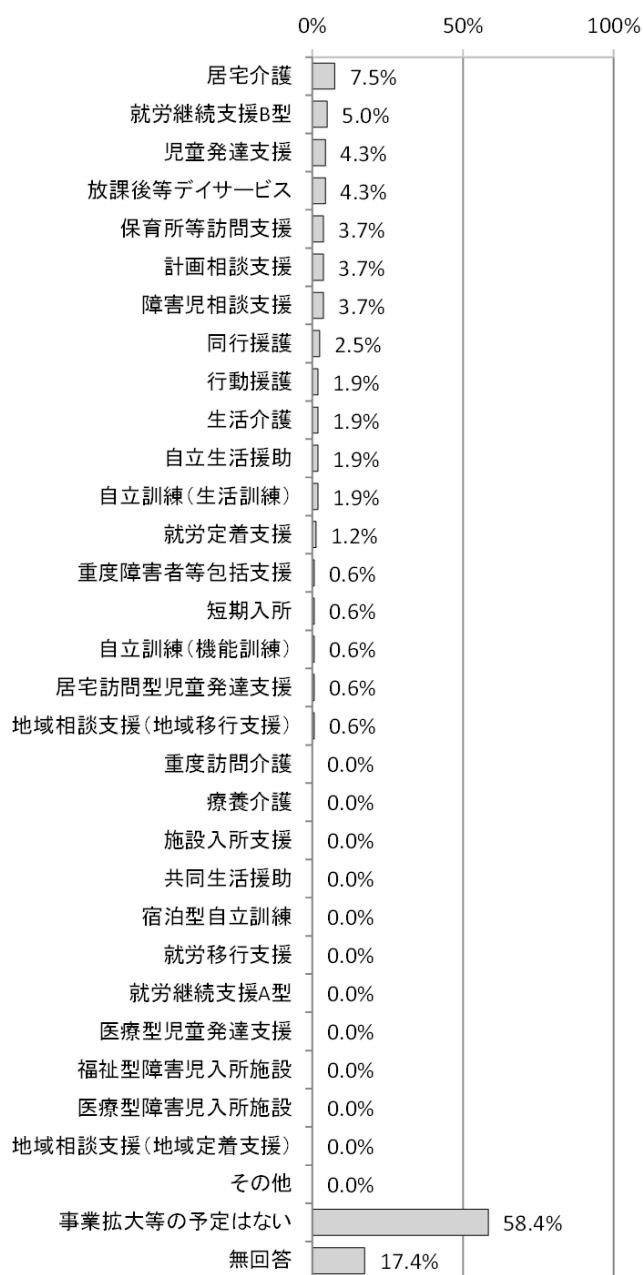 0% 50% 100%
居宅介護 7.5%
就労継続支援B型 5.0%
児童発達支援 4.3%
放課後等デイサービス 4.3%
保育所等訪問支援 3.7%
計画相談支援 3.7%
障害児相談支援 3.7%
同行援護 2.5%
行動援護 1.9%
生活介護 1.9%
自立生活援助 1.9%
自立訓練(生活訓練) 1.9%
就労定着支援 1.2%
重度障害者等包括支援 0.6%
短期入所 0.6%
自立訓練(機能訓練) 0.6%
居宅訪問型児童発達支援 0.6%
地域相談支援(地域移行支援) 0.6%
重度訪問介護 0.0%
療養介護 0.0%
施設入所支援 0.0%
共同生活援助 0.0%
宿泊型自立訓練 0.0%
就労移行支援 0.0%
就労継続支援A型 0.0%
医療型児童発達支援 0.0%
福祉型障害児入所施設 0.0%
医療型障害児入所施設 0.0%
地域相談支援(地域定着支援) 0.0%
その他 0.0%
事業拡大等の予定はない 58.4%
無回答 17.4%